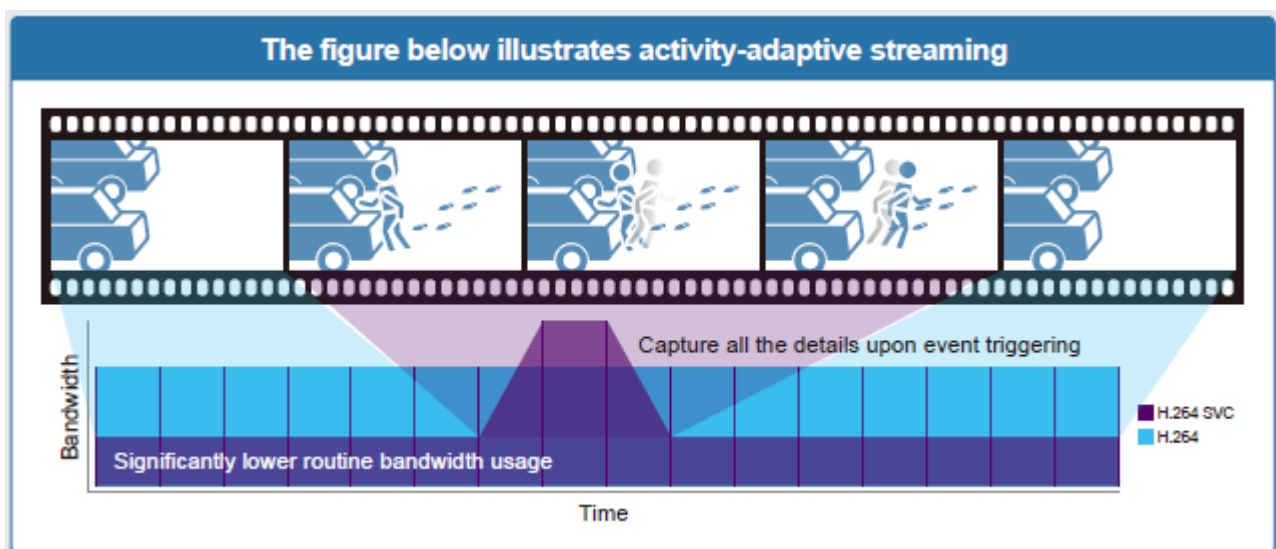 The figure below illustrates activity-adaptive streaming
Capture all the details upon event triggering
Bandwidth
H.264 SVC
H.264
Significantly lower routine bandwidth usage
Time